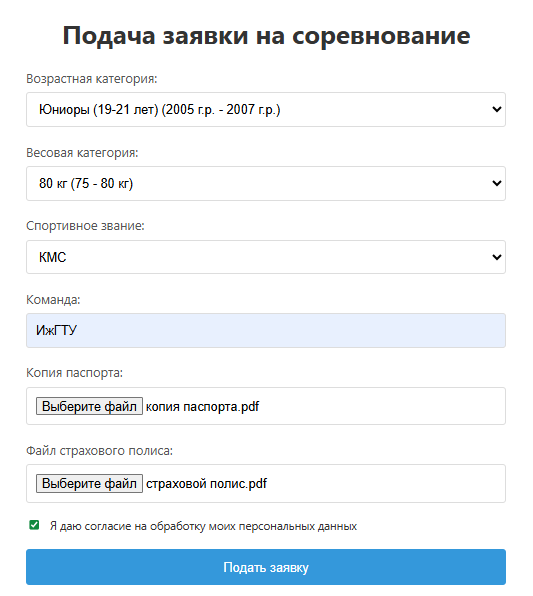 Подача заявки на соревнование
Возрастная категория:
Юниоры (19-21 лет) (2005 г.р. - 2007 г.р.)
Весовая категория:
80 кг (75 - 80 кг)
Спортивное звание:
КМС
Команда:
ИжГТУ
Копия паспорта:
Выберите файл копия паспорта.pdf
Файл страхового полиса:
Выберите файл страховой полис.pdf
Я даю согласие на обработку моих персональных данных
Подать заявку